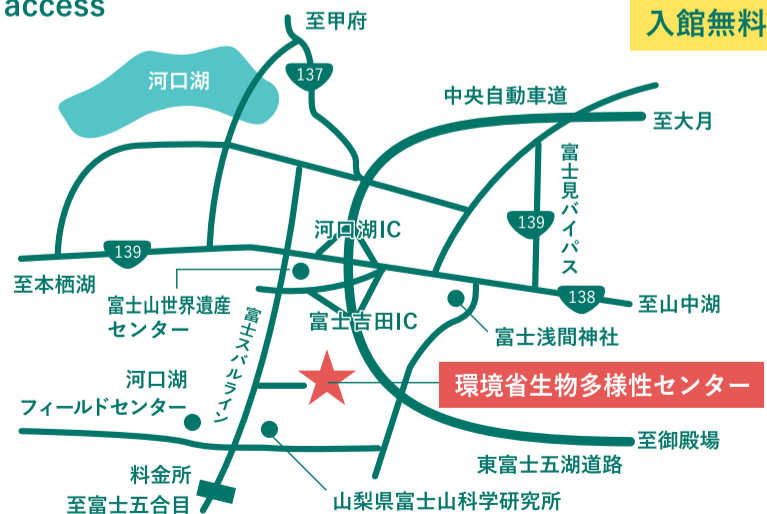 access
至甲府
入館無料
137
河口湖
中央自動車道
至大月
富士見バイパス
139
河口湖IC
139
至本栖湖
138
至山中湖
富士山世界遺産
センター
富士吉田IC
富士浅間神社
富士スバルライン
河口湖
フィールドセンター
環境省生物多様性センター
至御殿場
東富士五湖道路
料金所
至富士五合目
山梨県富士山科学研究所